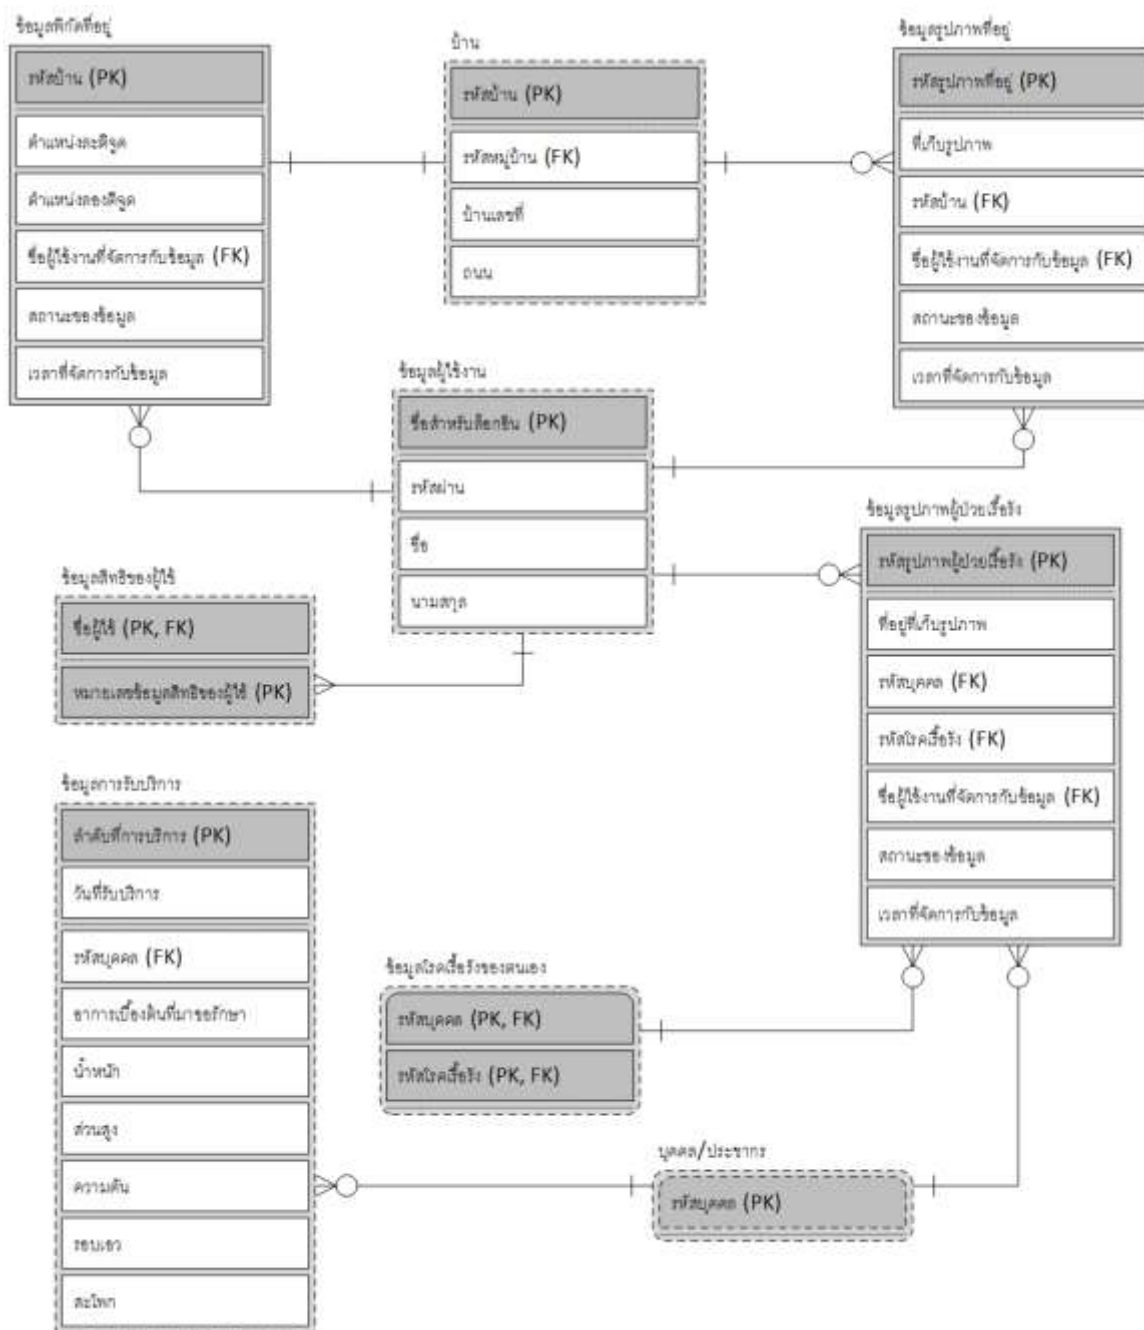 ข้อมูลพิกัดที่อยู่
รหัสบ้าน (PK)
ตำแหน่งละติจูด
ตำแหน่งลองติจูด
ชื่อผู้ใช้งานที่จัดการกับข้อมูล (FK)
สถานะของข้อมูล
เวลาที่จัดการกับข้อมูล
บ้าน
รหัสบ้าน (PK)
รหัสหมู่บ้าน (FK)
บ้านเลขที่
ถนน
ข้อมูลรูปภาพที่อยู่
รหัสรูปภาพที่อยู่ (PK)
ที่เก็บรูปภาพ
รหัสบ้าน (FK)
ชื่อผู้ใช้งานที่จัดการกับข้อมูล (FK)
สถานะของข้อมูล
เวลาที่จัดการกับข้อมูล
ข้อมูลผู้ใช้งาน
ชื่อสำหรับล็อกอิน (PK)
รหัสผ่าน
ชื่อ
นามสกุล
ข้อมูลรูปภาพผู้ป่วยเรื้อรัง
รหัสรูปภาพผู้ป่วยเรื้อรัง (PK)
ที่อยู่ที่เก็บรูปภาพ
รหัสบุคคล (FK)
รหัสโรคเรื้อรัง (FK)
ชื่อผู้ใช้งานที่จัดการกับข้อมูล (FK)
สถานะของข้อมูล
เวลาที่จัดการกับข้อมูล
ข้อมูลสิทธิของผู้ใช้
ชื่อผู้ใช้ (PK, FK)
หมายเลขข้อมูลสิทธิของผู้ใช้ (PK)
ข้อมูลการรับบริการ
ลำดับที่การบริการ (PK)
วันที่รับบริการ
รหัสบุคคล (FK)
อาการเบื้องต้นที่มาขอรักษา
น้ำหนัก
ส่วนสูง
ความดัน
รอบเอว
สะโพก
ข้อมูลโรคเรื้อรังของตนเอง
รหัสบุคคล (PK, FK)
รหัสโรคเรื้อรัง (PK, FK)
บุคคล/ประชากร
รหัสบุคคล (PK)